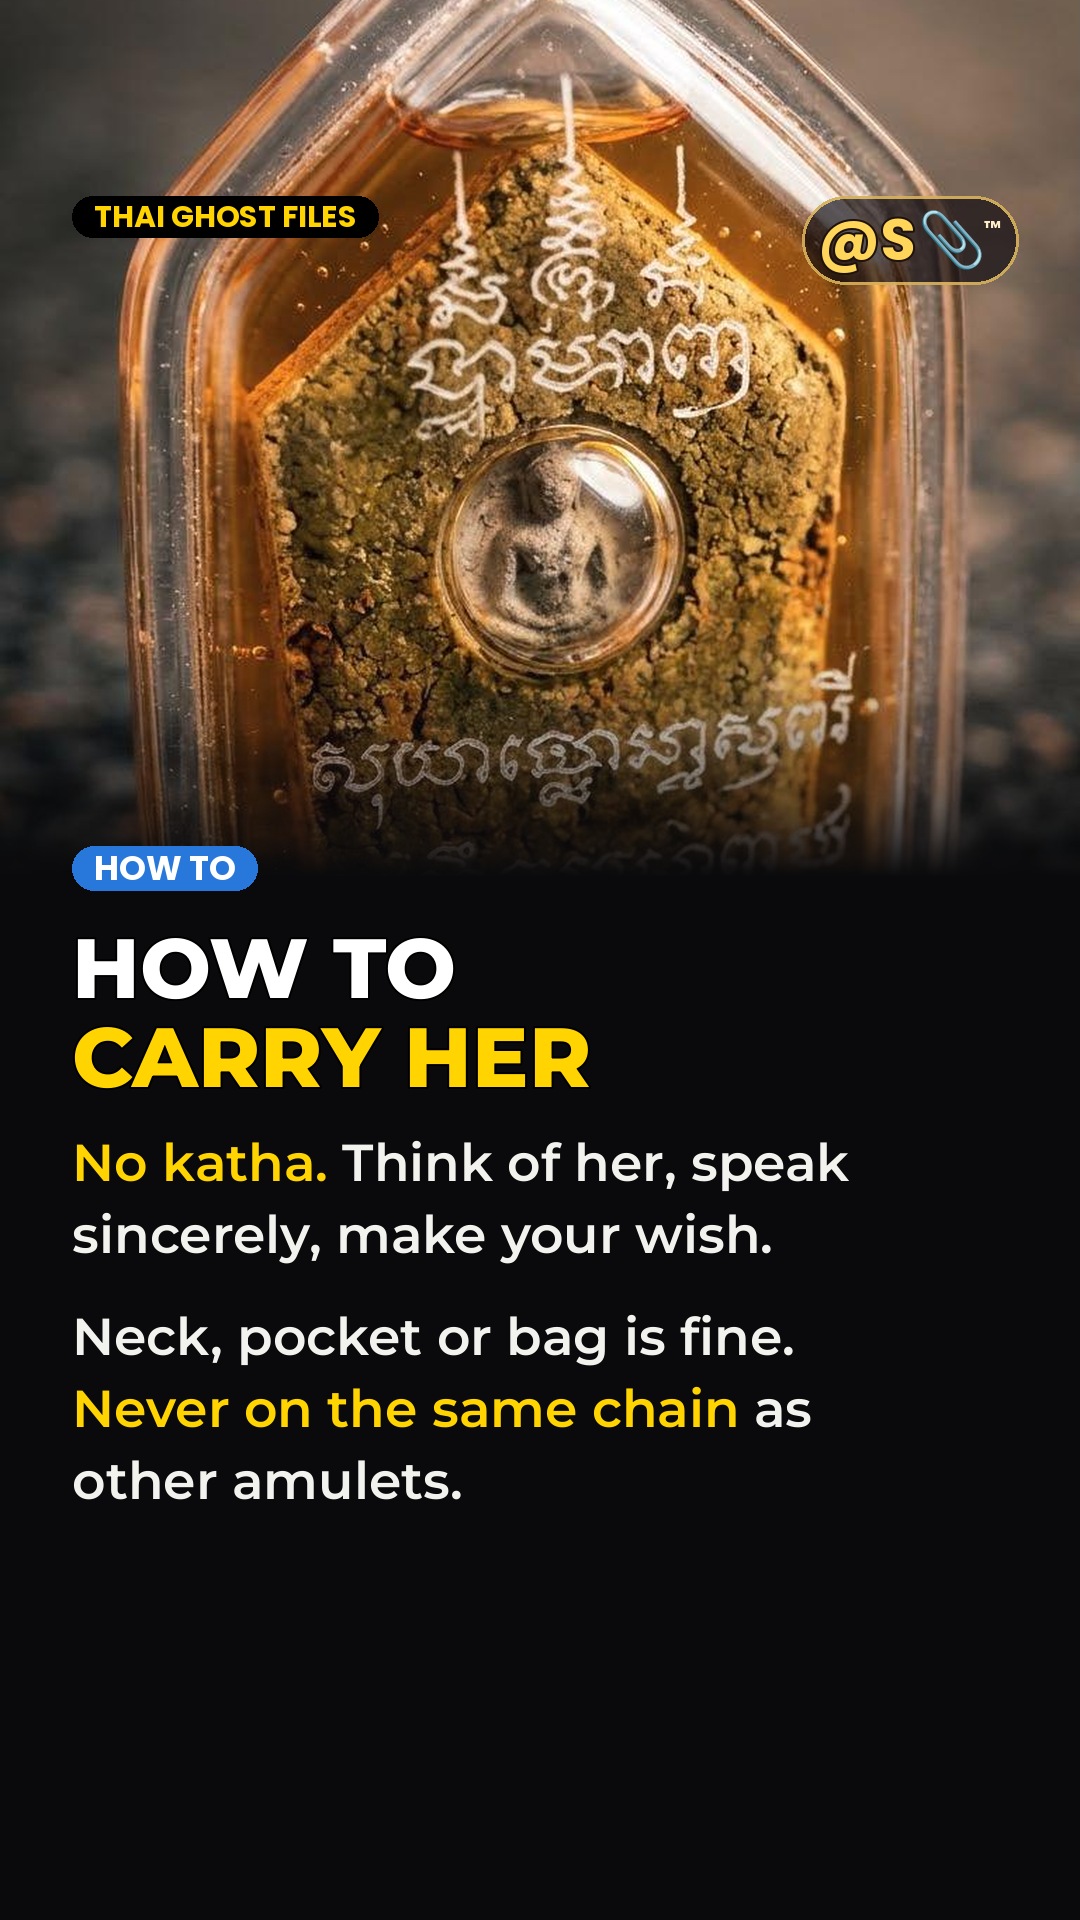 THAI GHOST FILES
@S📎™
HOW TO
HOW TO
CARRY HER
No katha. Think of her, speak
sincerely, make your wish.
Neck, pocket or bag is fine.
Never on the same chain as
other amulets.